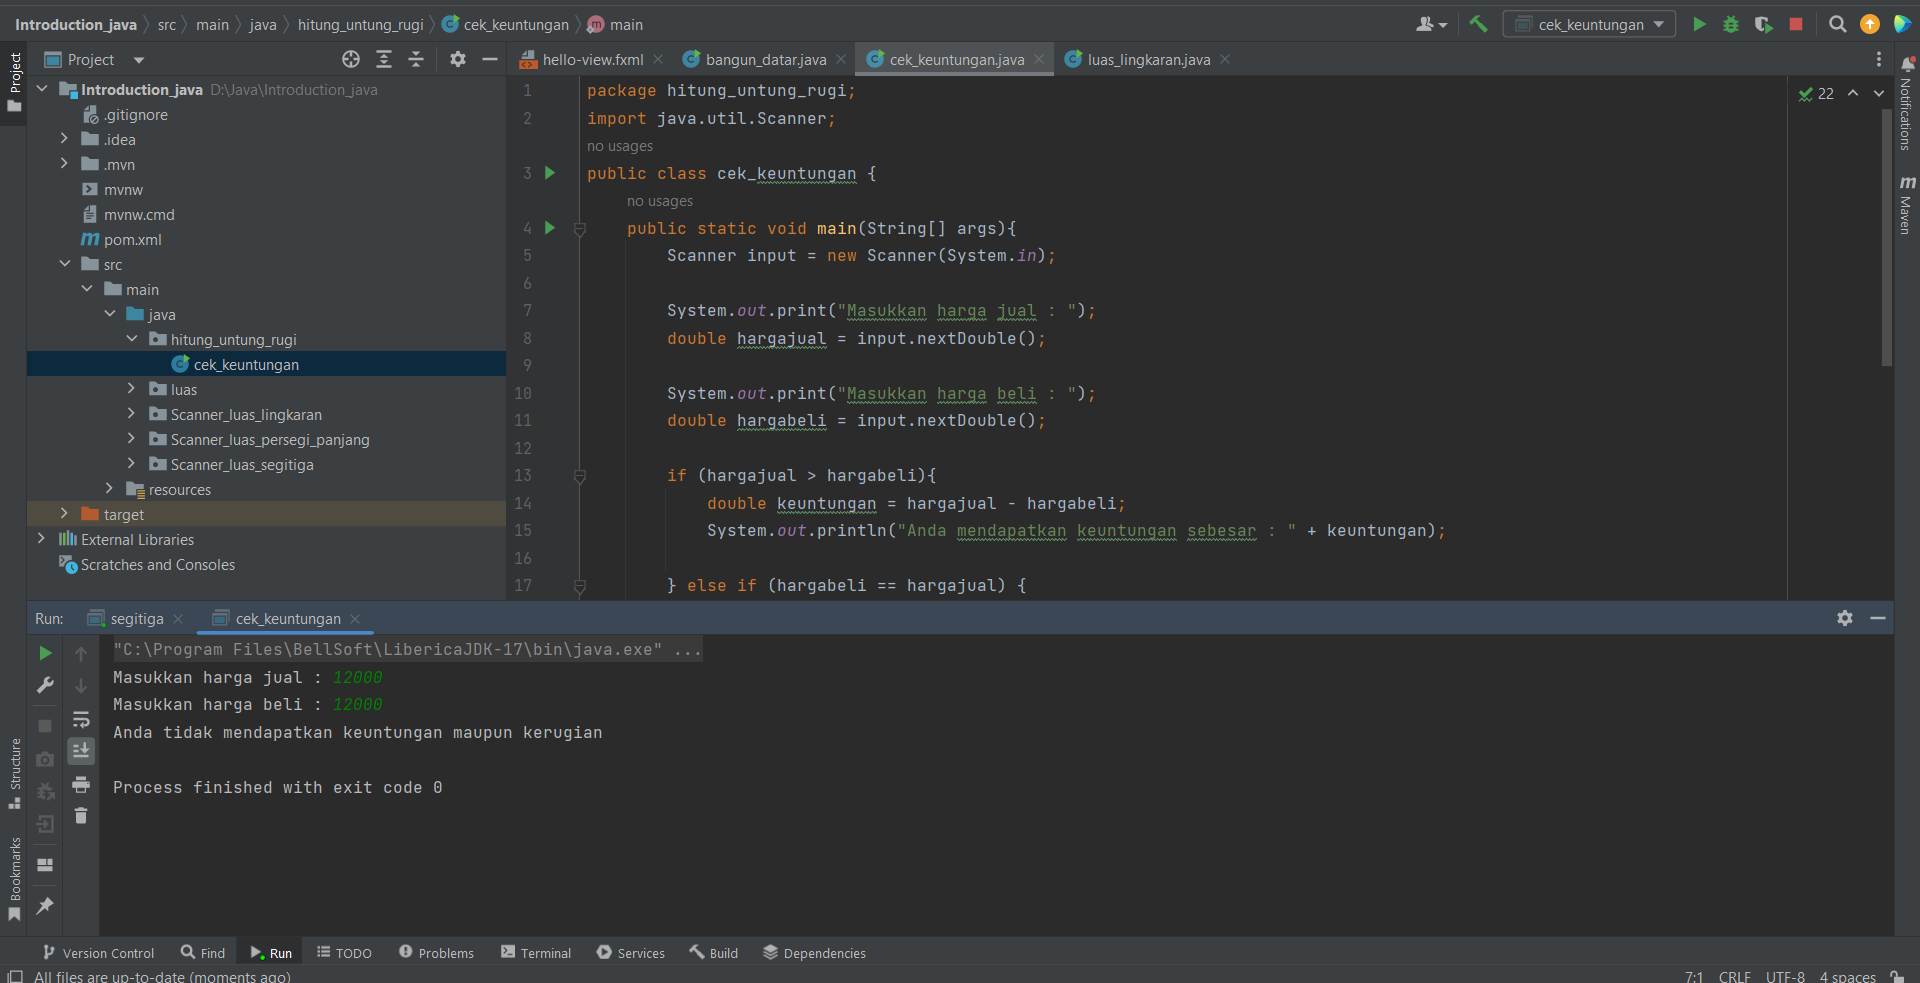 Introduction_java src main java hitung_untung_rugi cek_keuntungan m main cek_keuntungan
Project
Project
hello-view.fxml bangun_datar.java cek_keuntungan.java luas_lingkaran.java
Introduction_java D:\Java\Introduction_java
.gitignore
.idea
.mvn
mvnw
mvnw.cmd
m pom.xml
src
main
java
hitung_untung_rugi
cek_keuntungan
luas
Scanner_luas_lingkaran
Scanner_luas_persegi_panjang
Scanner_luas_segitiga
resources
target
External Libraries
Scratches and Consoles
1 package hitung_untung_rugi;
2 import java.util.Scanner;
no usages
3 public class cek_keuntungan {
no usages
4 public static void main(String[] args){
5 Scanner input = new Scanner(System.in);
6
7 System.out.print("Masukkan harga jual : ");
8 double hargajual = input.nextDouble();
9
10 System.out.print("Masukkan harga beli : ");
11 double hargabeli = input.nextDouble();
12
13 if (hargajual > hargabeli){
14 double keuntungan = hargajual - hargabeli;
15 System.out.println("Anda mendapatkan keuntungan sebesar : " + keuntungan);
16
17 } else if (hargabeli == hargajual) {
22
Notifications
m Maven
Run: segitiga cek_keuntungan
"C:\Program Files\BellSoft\LibericaJDK-17\bin\java.exe" ...
Masukkan harga jual : 12000
Masukkan harga beli : 12000
Anda tidak mendapatkan keuntungan maupun kerugian
Process finished with exit code 0
Structure
Bookmarks
Version Control Find Run TODO Problems Terminal Services Build Dependencies
All files are up-to-date (moments ago) 7:1 CRLF UTF-8 4 spaces